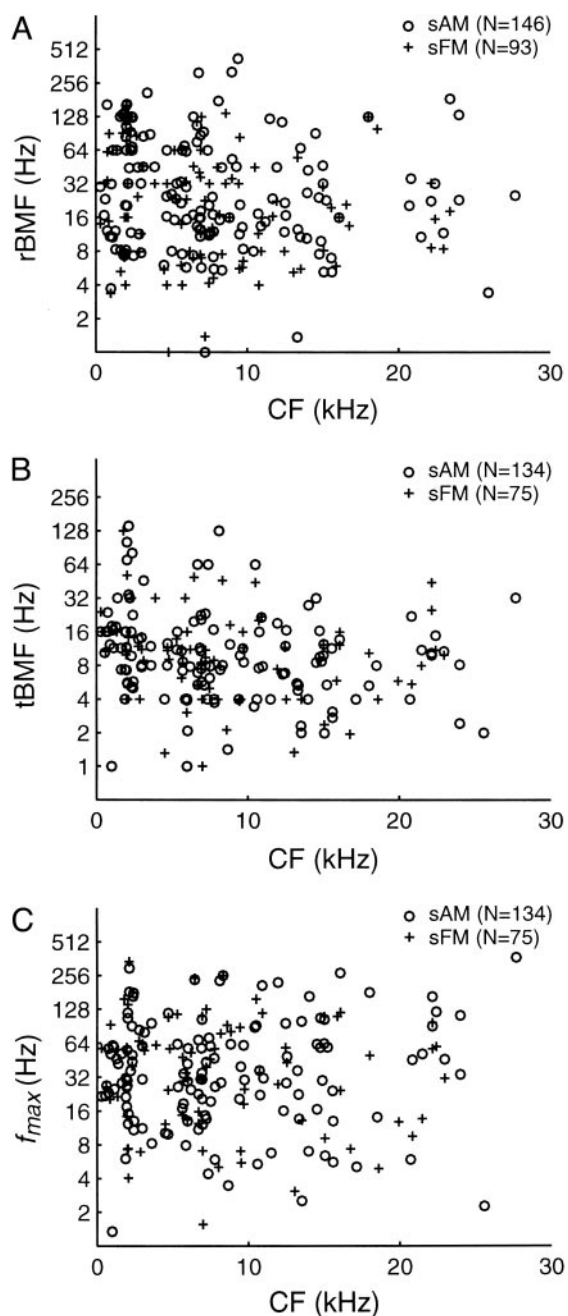 A
o sAM (N=146)
+ sFM (N=93)
512
256
128
64
32
16
8
4
2
rBMF (Hz)
0 10 20 30
CF (kHz)
B
o sAM (N=134)
+ sFM (N=75)
256
128
64
32
16
8
4
2
1
tBMF (Hz)
0 10 20 30
CF (kHz)
C
o sAM (N=134)
+ sFM (N=75)
512
256
128
64
32
16
8
4
2
fmax (Hz)
0 10 20 30
CF (kHz)